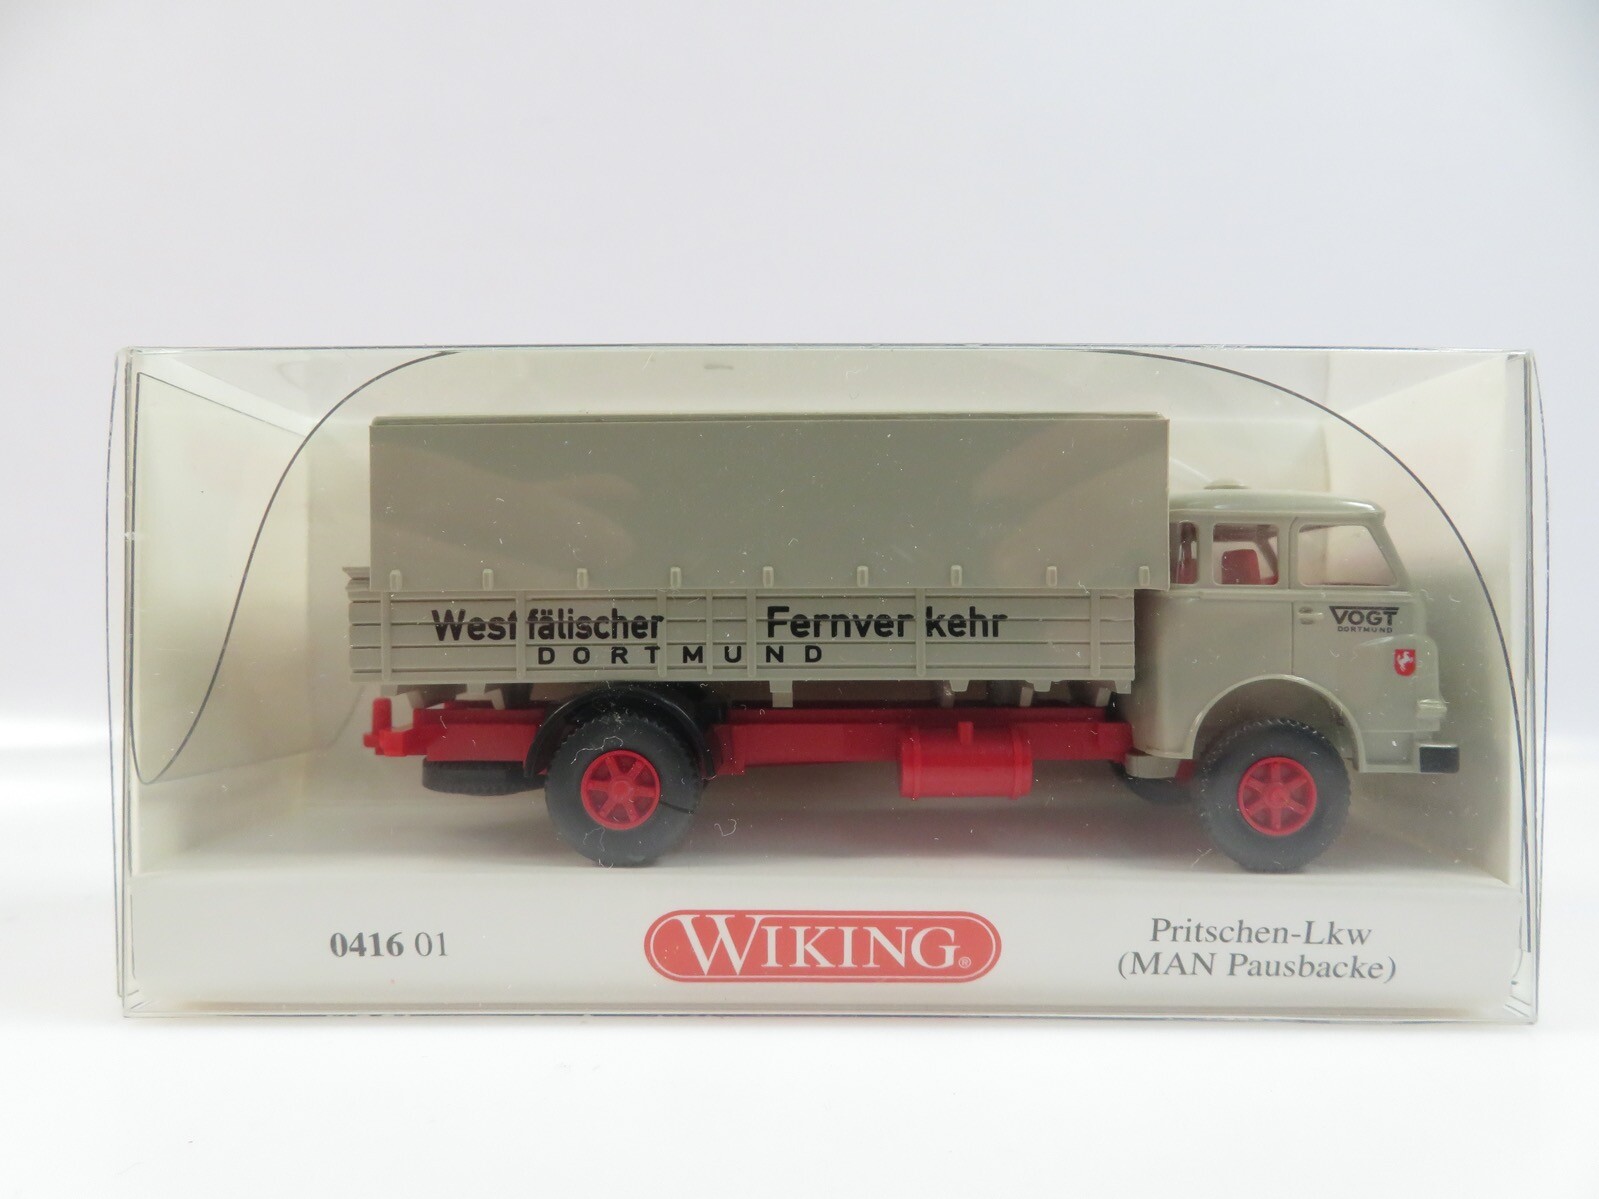 Westfälischer Fernverkehr
DORTMUND
VOGT
DORTMUND
0416 01
WIKING®
Pritschen-Lkw
(MAN Pausbacke)